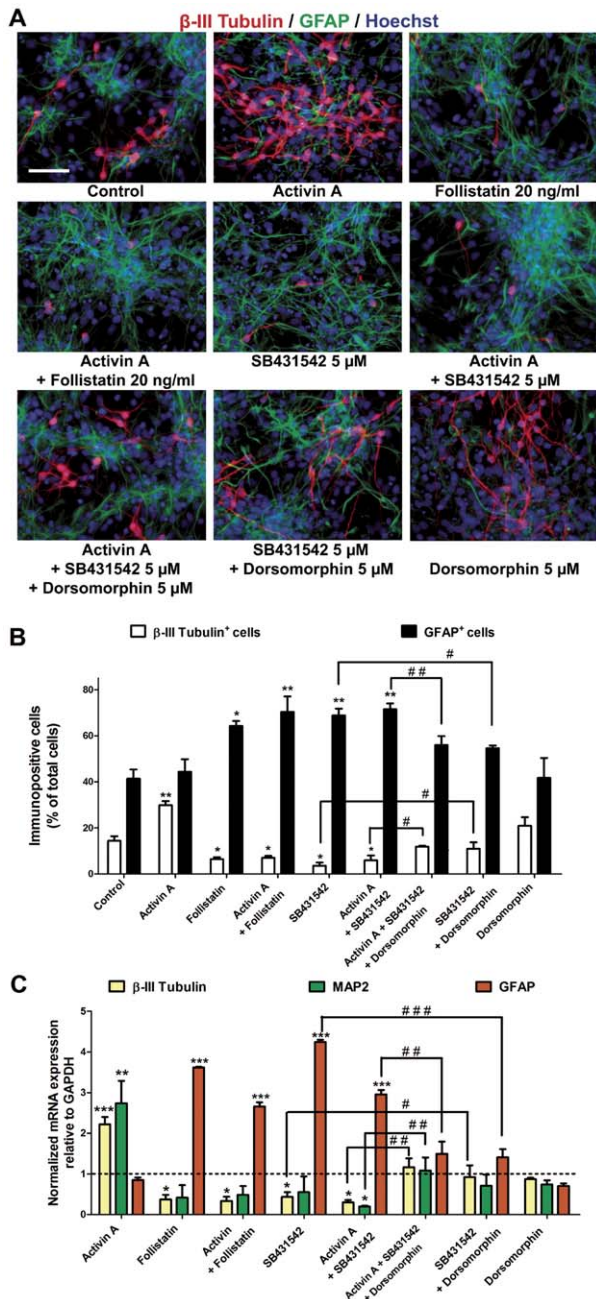 A
β-III Tubulin / GFAP / Hoechst
Control
Activin A
Follistatin 20 ng/ml
Activin A
+ Follistatin 20 ng/ml
SB431542 5 µM
Activin A
+ SB431542 5 µM
Activin A
+ SB431542 5 µM
+ Dorsomorphin 5 µM
SB431542 5 µM
+ Dorsomorphin 5 µM
Dorsomorphin 5 µM
B
β-III Tubulin+ cells
GFAP+ cells
Immunopositive cells
(% of total cells)
80
60
40
20
0
**
*
*
**
*
**
*
**
*
#
# #
#
#
Control
Activin A
Follistatin
Activin A
+ Follistatin
SB431542
Activin A
+ SB431542
Activin A + SB431542
+ Dorsomorphin
SB431542
+ Dorsomorphin
Dorsomorphin
C
β-III Tubulin
MAP2
GFAP
Normalized mRNA expression
relative to GAPDH
5
4
3
2
1
0
***
**
*
***
*
***
*
***
*
*
***
# # #
# #
#
# #
# #
Activin A
Follistatin
Activin
+ Follistatin
SB431542
Activin A
+ SB431542
Activin A + SB431542
+ Dorsomorphin
SB431542
+ Dorsomorphin
Dorsomorphin